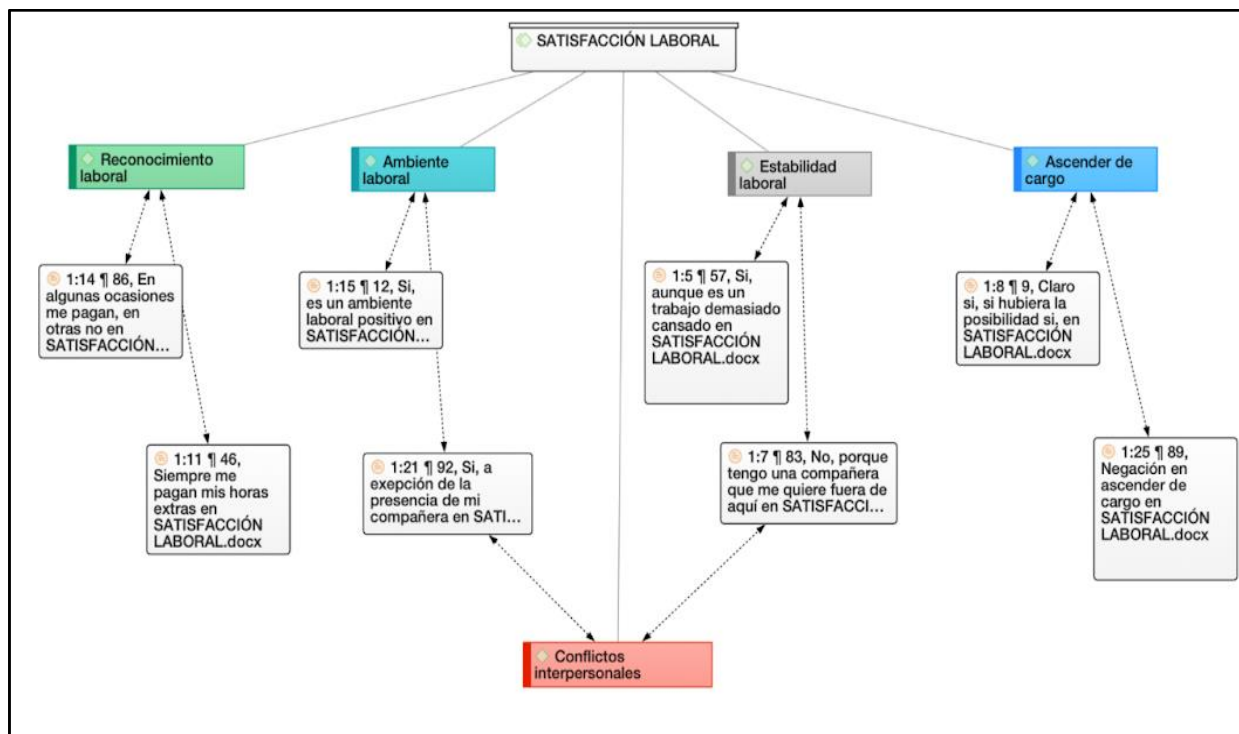 SATISFACCIÓN LABORAL
Reconocimiento
laboral
Ambiente
laboral
Estabilidad
laboral
Ascender de
cargo
1:14 ¶ 86, En
algunas ocasiones
me pagan, en
otras no en
SATISFACCIÓN...
1:15 ¶ 12, Si,
es un ambiente
laboral positivo en
SATISFACCIÓN...
1:5 ¶ 57, Si,
aunque es un
trabajo demasiado
cansado en
SATISFACCIÓN
LABORAL.docx
1:8 ¶ 9, Claro
si, si hubiera la
posibilidad si, en
SATISFACCIÓN
LABORAL.docx
1:11 ¶ 46,
Siempre me
pagan mis horas
extras en
SATISFACCIÓN
LABORAL.docx
1:21 ¶ 92, Si, a
exepción de la
presencia de mi
compañera en SATI...
1:7 ¶ 83, No, porque
tengo una compañera
que me quiere fuera de
aquí en SATISFACCI...
1:25 ¶ 89,
Negación en
ascender de
cargo en
SATISFACCIÓN
LABORAL.docx
Conflictos
interpersonales